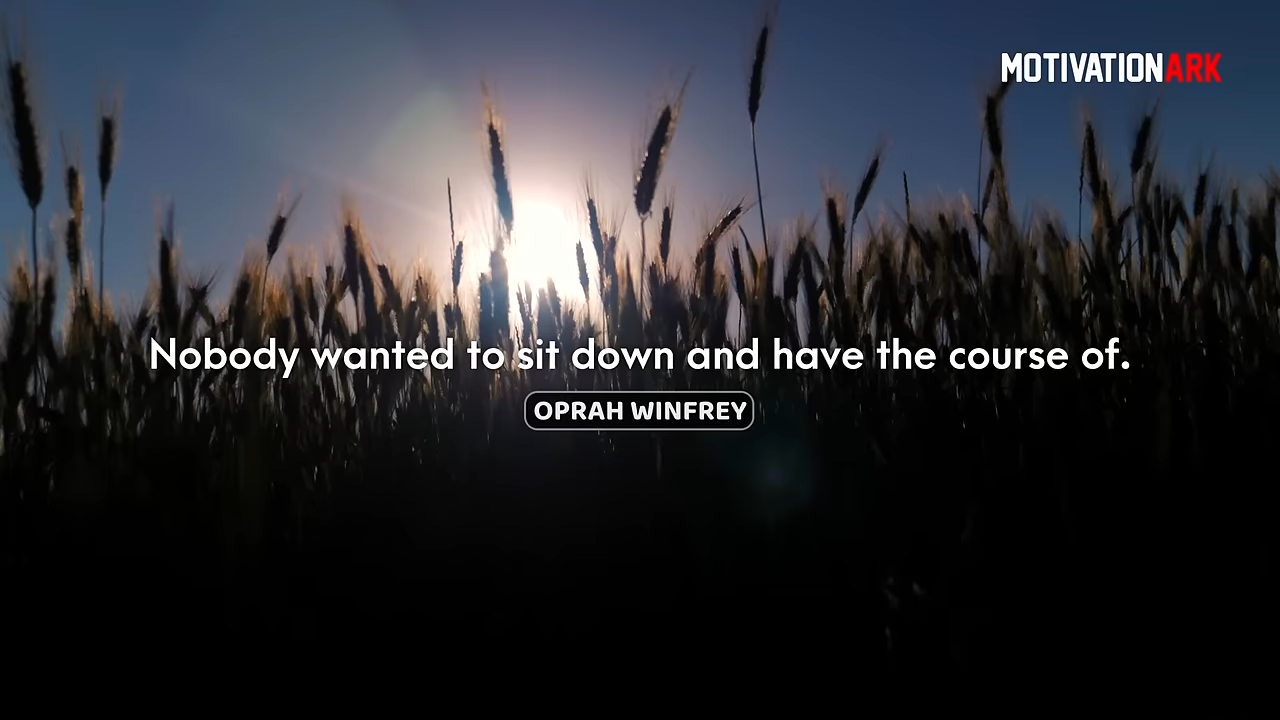 MOTIVATIONARK
Nobody wanted to sit down and have the course of.
OPRAH WINFREY